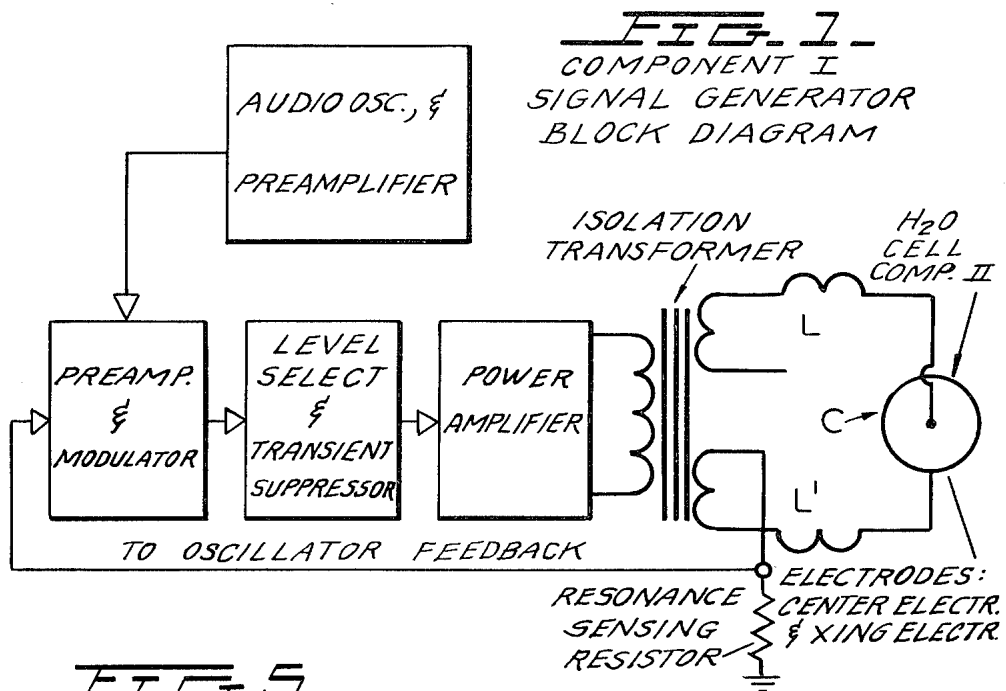 FIG. 1.
COMPONENT I
SIGNAL GENERATOR
BLOCK DIAGRAM
AUDIO OSC., &
PREAMPLIFIER
ISOLATION
TRANSFORMER
H2O
CELL
COMP. II
PREAMP.
&
MODULATOR
LEVEL
SELECT
&
TRANSIENT
SUPPRESSOR
POWER
AMPLIFIER
L
C
L'
TO OSCILLATOR FEEDBACK
RESONANCE
SENSING
RESISTOR
ELECTRODES:
CENTER ELECTR.
& XING ELECTR.
FIG. 5